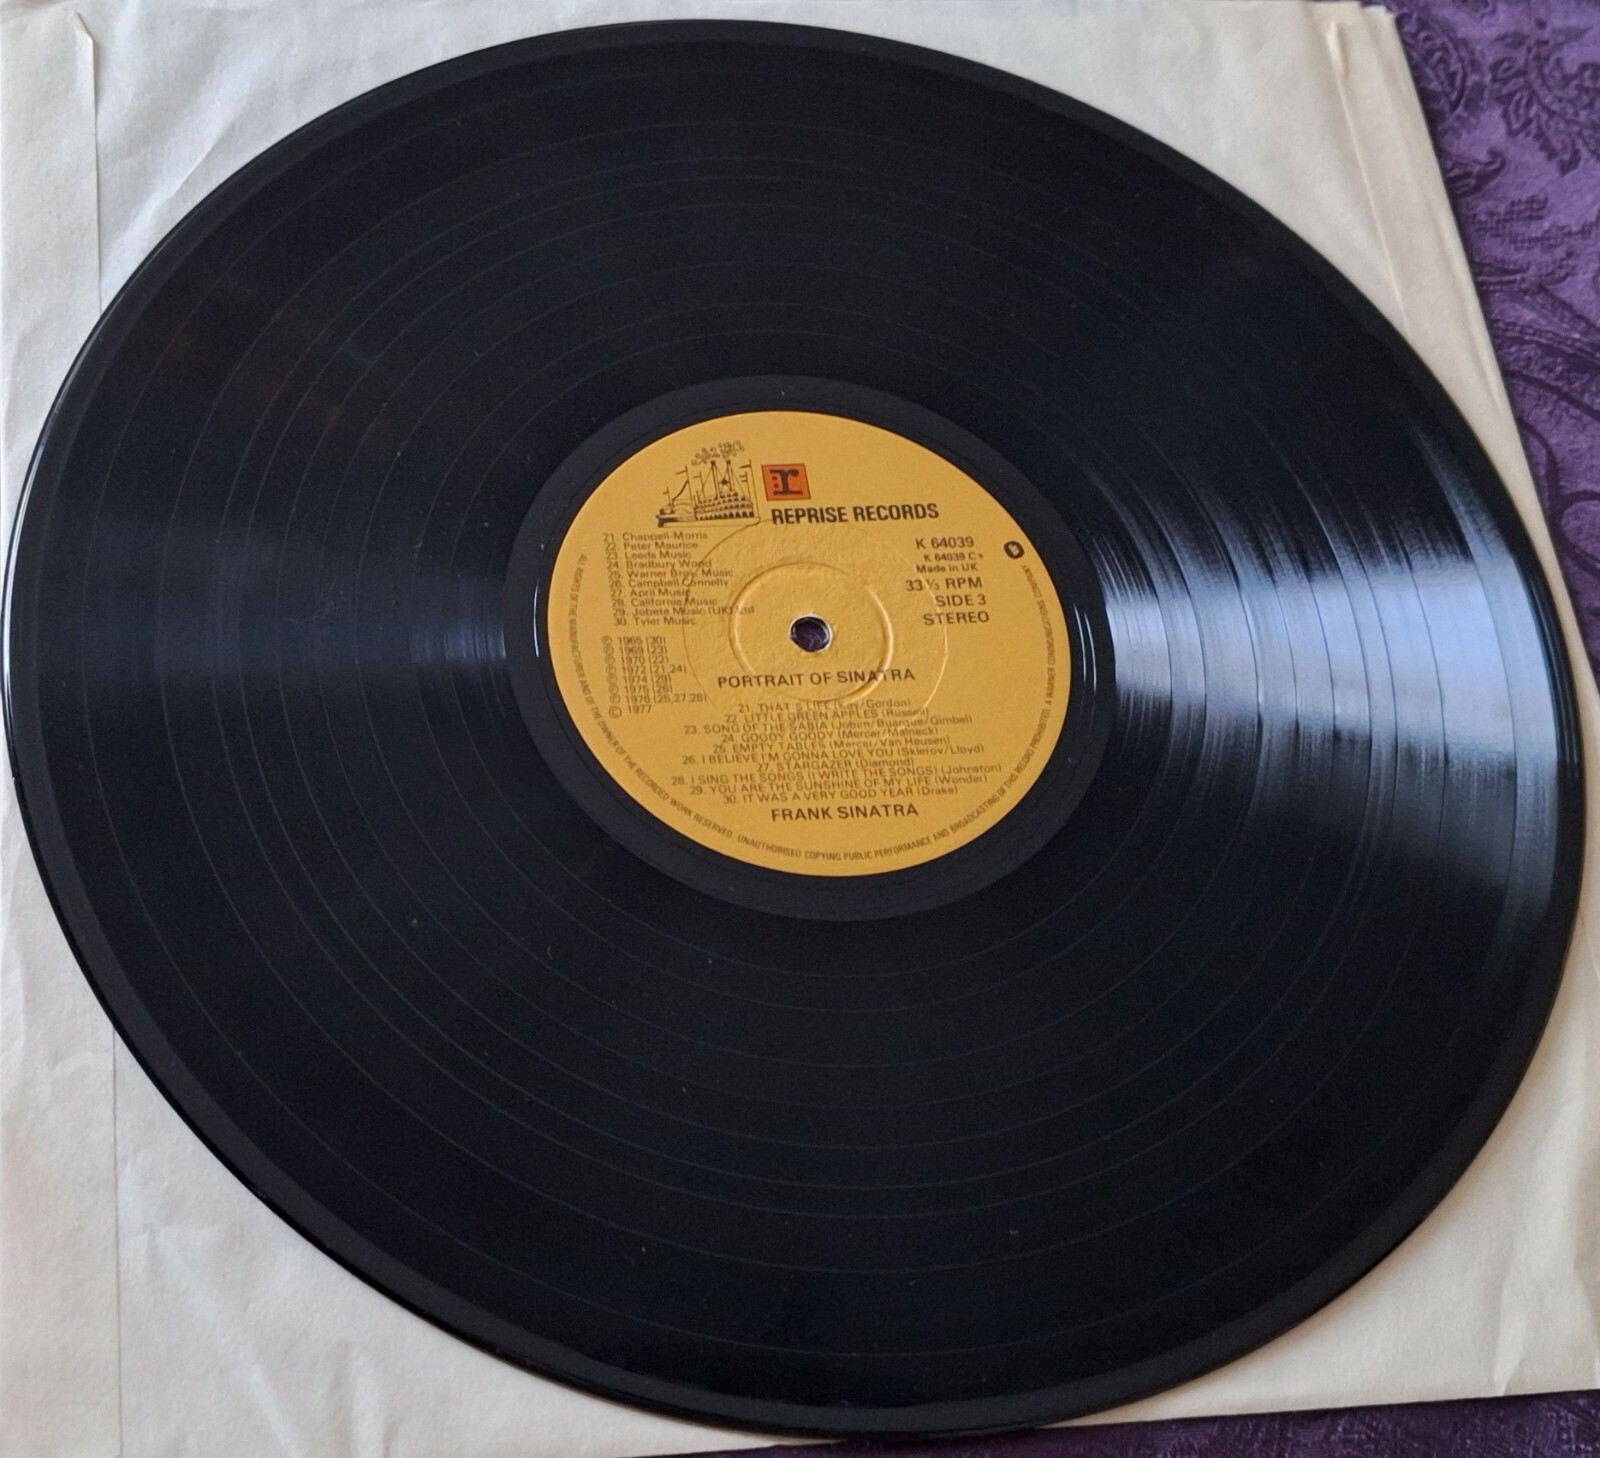 r
REPRISE RECORDS
21. Chappell-Morris
22. Peter Maurice
23. Leeds Music
24. Bradbury Wood
25. Warner Bros. Music
26. Campbell Connelly
27. April Music
28. California Music
29. Jobete Music (UK) Ltd
30. Tyler Music
K 64039
K 64039 C
Made in UK
33⅓ RPM
SIDE 3
STEREO
Ⓟ 1965 (30)
Ⓟ 1969 (23)
Ⓟ 1970 (22)
Ⓟ 1972 (21,24)
Ⓟ 1974 (29)
Ⓟ 1975 (26)
Ⓟ 1976 (25,27,28)
© 1977
PORTRAIT OF SINATRA
21. THAT'S LIFE (Kay/Gordon)
22. LITTLE GREEN APPLES (Russell)
23. SONG OF THE SABIA (Jobim/Buarque/Gimbel)
24. GOODY GOODY (Mercer/Malneck)
25. EMPTY TABLES (Mercer/Van Heusen)
26. I BELIEVE I'M GONNA LOVE YOU (Sklerov/Lloyd)
27. STARGAZER (Diamond)
28. I SING THE SONGS (I WRITE THE SONGS) (Johnston)
29. YOU ARE THE SUNSHINE OF MY LIFE (Wonder)
30. IT WAS A VERY GOOD YEAR (Drake)
FRANK SINATRA
ALL RIGHTS OF THE MANUFACTURER AND OF THE OWNER OF THE RECORDED WORK RESERVED. UNAUTHORISED COPYING PUBLIC PERFORMANCE AND BROADCASTING OF THIS RECORD PROHIBITED. A WARNER COMMUNICATIONS COMPANY